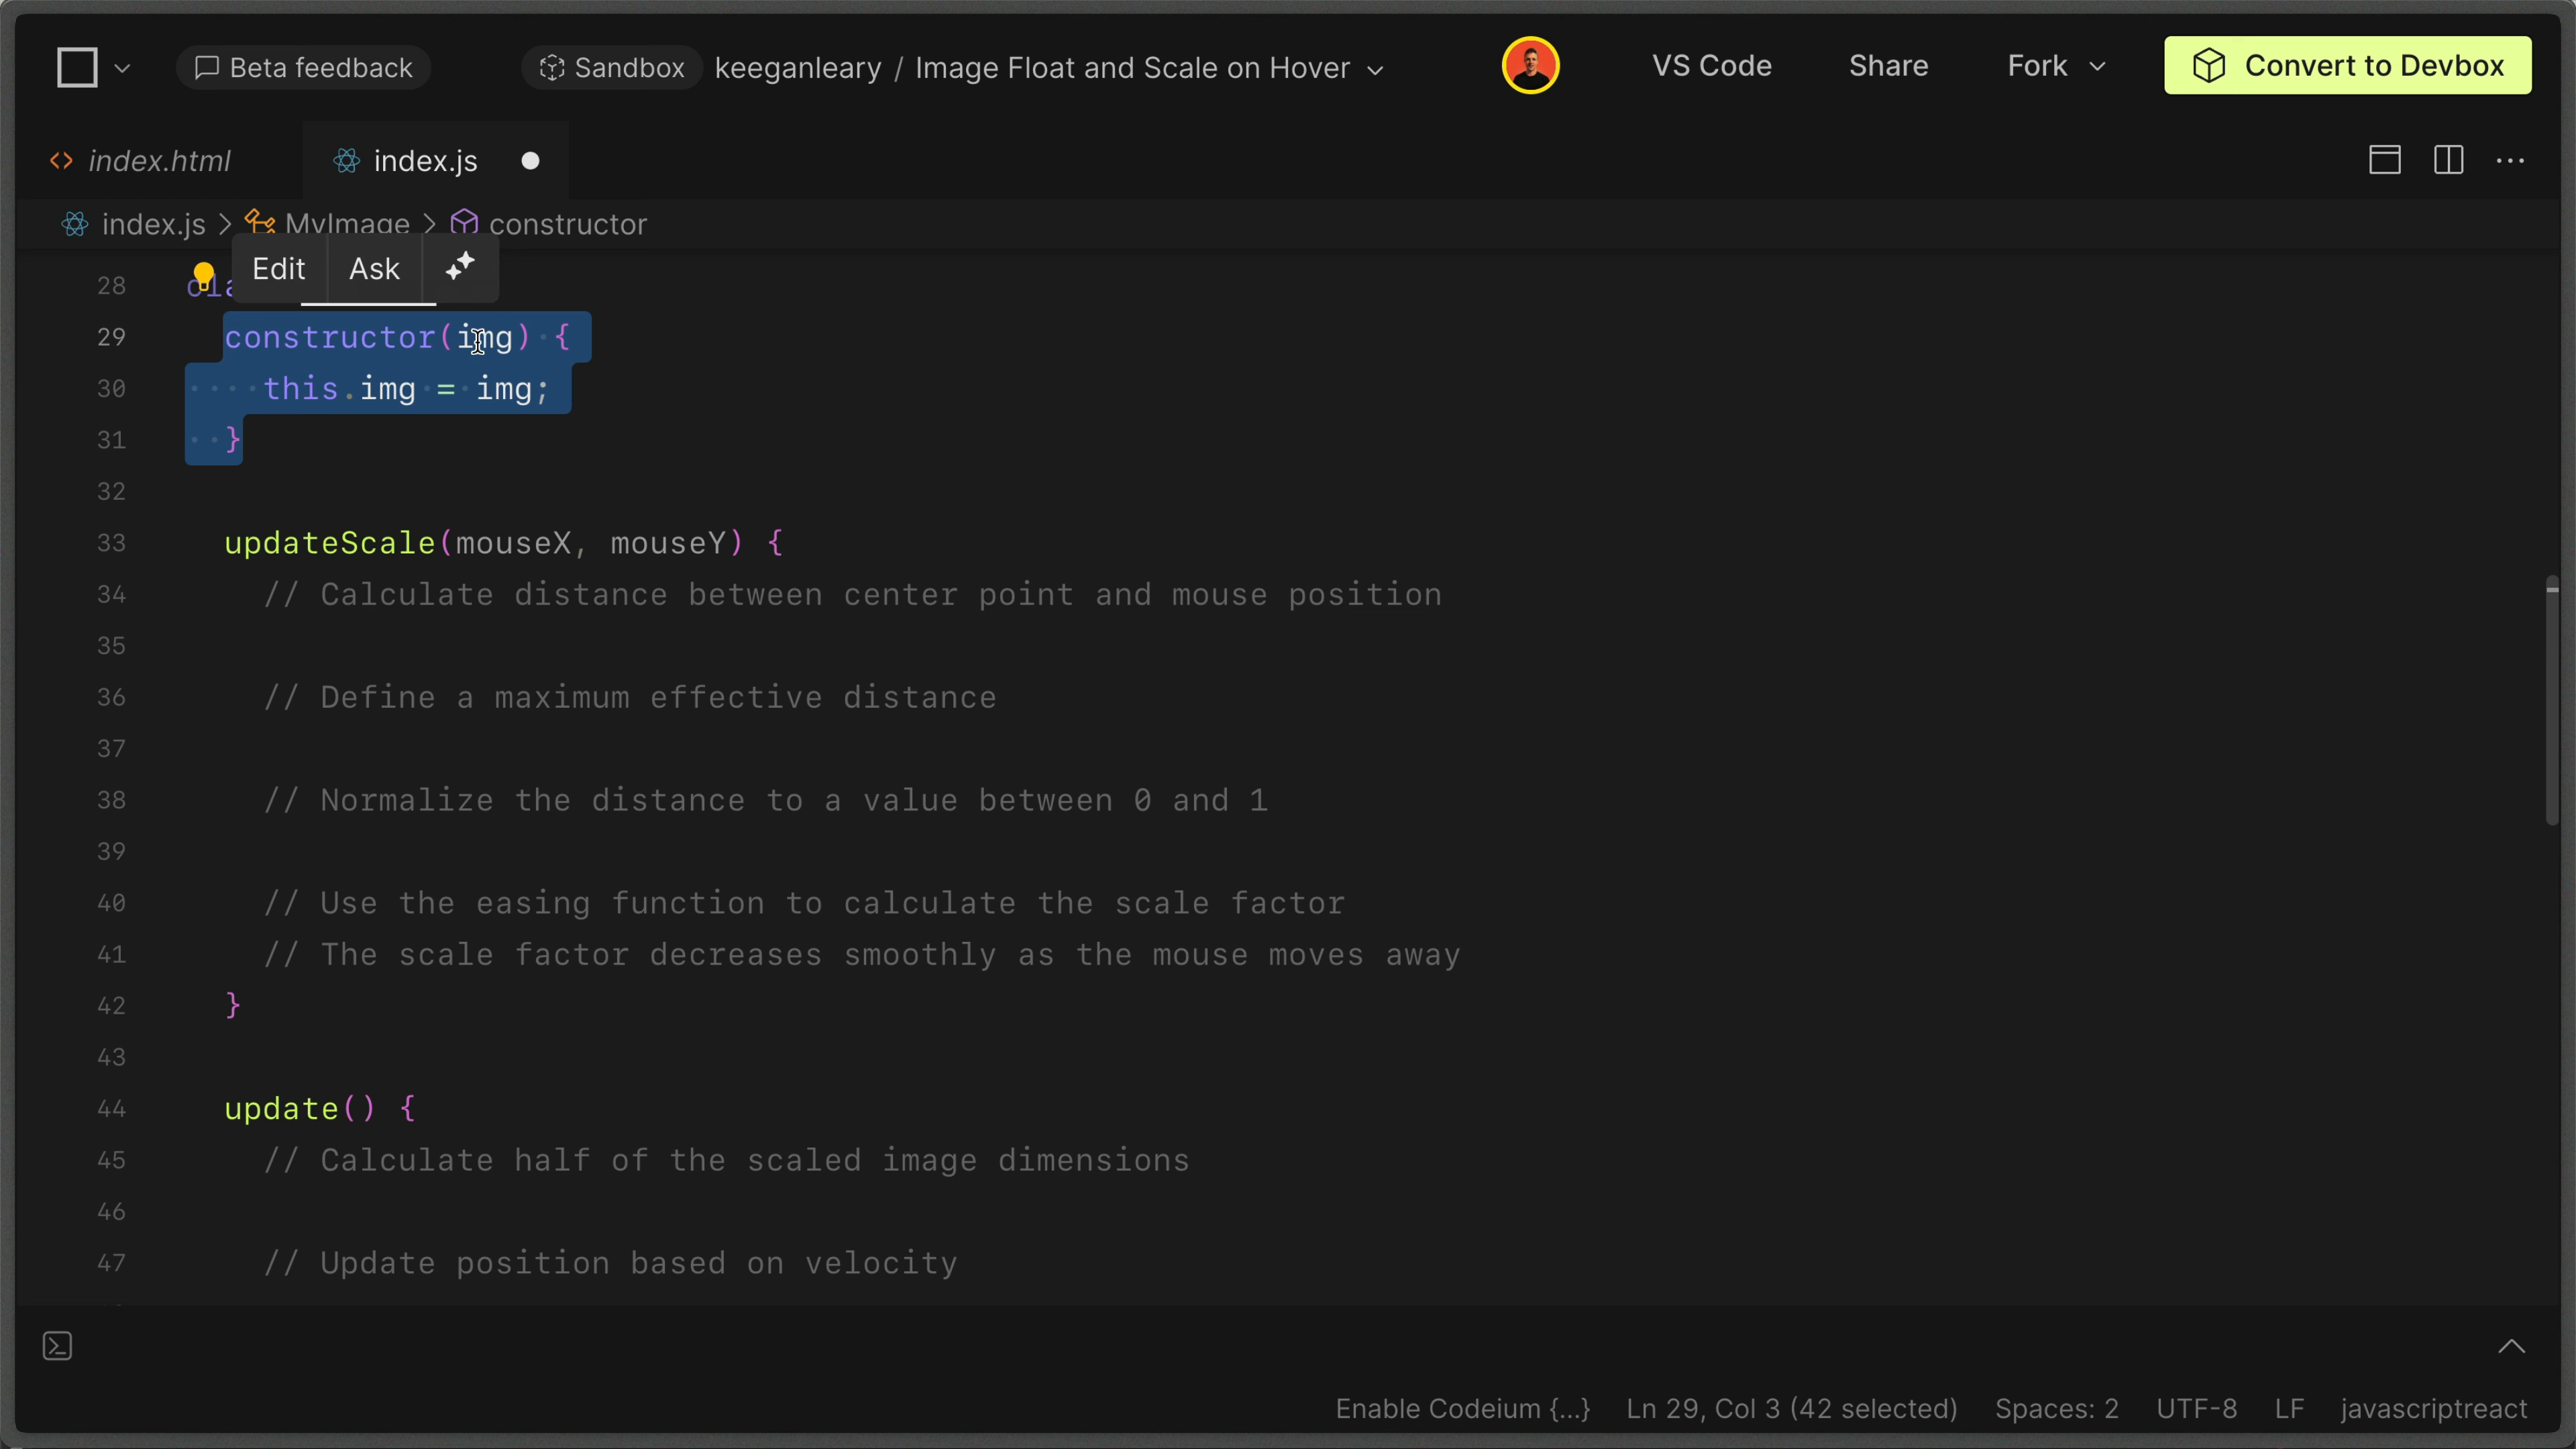 Beta feedback Sandbox keeganleary / Image Float and Scale on Hover VS Code Share Fork Convert to Devbox
<> index.html index.js
index.js > MyImage > constructor
Edit Ask
28 cla
29 constructor(img) {
30 this.img = img;
31 }
32
33 updateScale(mouseX, mouseY) {
34 // Calculate distance between center point and mouse position
35
36 // Define a maximum effective distance
37
38 // Normalize the distance to a value between 0 and 1
39
40 // Use the easing function to calculate the scale factor
41 // The scale factor decreases smoothly as the mouse moves away
42 }
43
44 update() {
45 // Calculate half of the scaled image dimensions
46
47 // Update position based on velocity
Enable Codeium {...} Ln 29, Col 3 (42 selected) Spaces: 2 UTF-8 LF javascriptreact